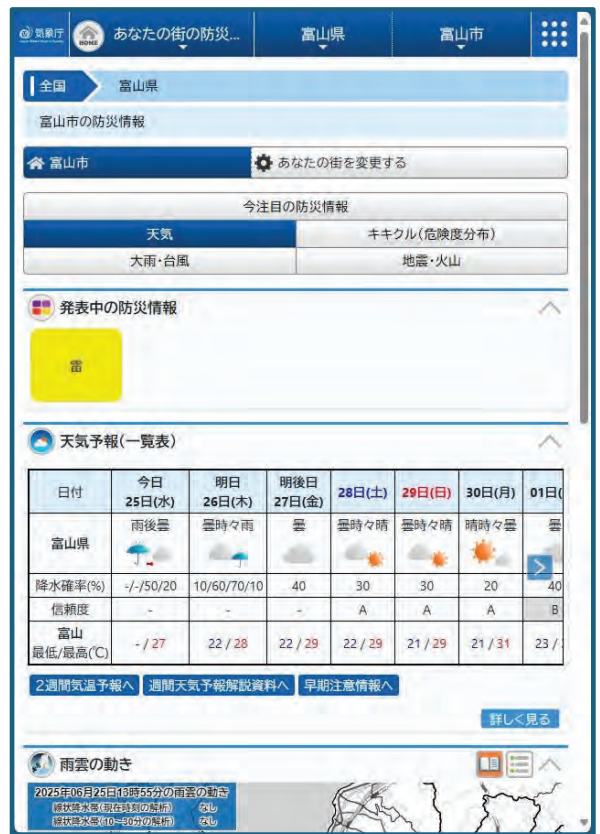 気象庁
HOME
あなたの街の防災...
富山県
富山市
全国
富山県
富山市の防災情報
富山市
あなたの街を変更する
今注目の防災情報
天気
キキクル(危険度分布)
大雨・台風
地震・火山
発表中の防災情報
雷
天気予報(一覧表)
日付 今日 25日(水) 明日 26日(木) 明後日 27日(金) 28日(土) 29日(日) 30日(月) 01日(
富山県 雨後曇 曇時々雨 曇 曇時々晴 曇時々晴 晴時々曇 曇
降水確率(%) -/-/50/20 10/60/70/10 40 30 30 20 40
信頼度 - - - A A A B
富山 最低/最高(℃) - / 27 22 / 28 22 / 29 22 / 29 21 / 29 21 / 31 23 /
2週間気温予報へ 週間天気予報解説資料へ 早期注意情報へ
詳しく見る
雨雲の動き
2025年06月25日13時55分の雨雲の動き
線状降水帯(現在時刻の解析) なし
線状降水帯(10~30分の解析) なし